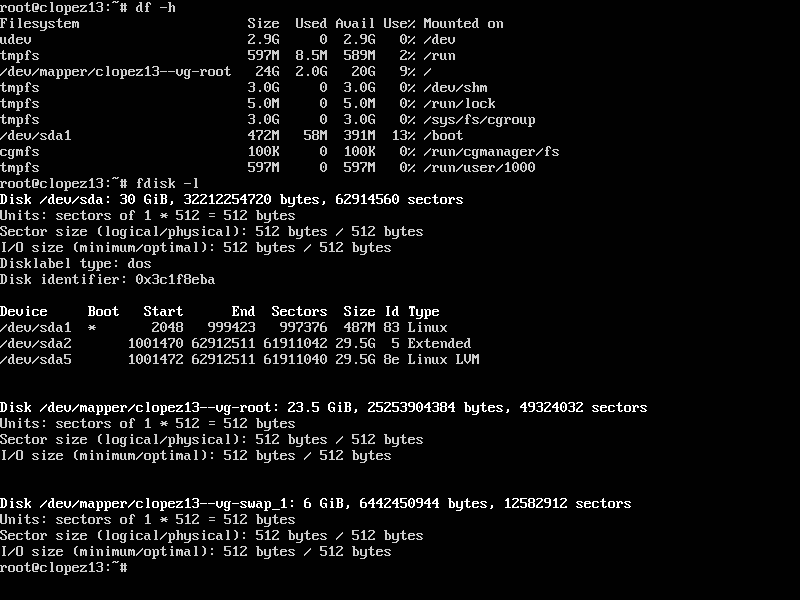 root@clopez13:~# df -h
Filesystem                     Size  Used Avail Use% Mounted on
udev                           2.9G     0  2.9G   0% /dev
tmpfs                          597M  8.5M  589M   2% /run
/dev/mapper/clopez13--vg-root   24G  2.0G   20G   9% /
tmpfs                          3.0G     0  3.0G   0% /dev/shm
tmpfs                          5.0M     0  5.0M   0% /run/lock
tmpfs                          3.0G     0  3.0G   0% /sys/fs/cgroup
/dev/sda1                      472M   58M  391M  13% /boot
cgmfs                          100K     0  100K   0% /run/cgmanager/fs
tmpfs                          597M     0  597M   0% /run/user/1000
root@clopez13:~# fdisk -l
Disk /dev/sda: 30 GiB, 32212254720 bytes, 62914560 sectors
Units: sectors of 1 * 512 = 512 bytes
Sector size (logical/physical): 512 bytes / 512 bytes
I/O size (minimum/optimal): 512 bytes / 512 bytes
Disklabel type: dos
Disk identifier: 0x3c1f8eba

Device     Boot   Start      End  Sectors  Size Id Type
/dev/sda1  *       2048   999423   997376  487M 83 Linux
/dev/sda2       1001470 62912511 61911042 29.5G  5 Extended
/dev/sda5       1001472 62912511 61911040 29.5G 8e Linux LVM

Disk /dev/mapper/clopez13--vg-root: 23.5 GiB, 25253904384 bytes, 49324032 sectors
Units: sectors of 1 * 512 = 512 bytes
Sector size (logical/physical): 512 bytes / 512 bytes
I/O size (minimum/optimal): 512 bytes / 512 bytes

Disk /dev/mapper/clopez13--vg-swap_1: 6 GiB, 6442450944 bytes, 12582912 sectors
Units: sectors of 1 * 512 = 512 bytes
Sector size (logical/physical): 512 bytes / 512 bytes
I/O size (minimum/optimal): 512 bytes / 512 bytes
root@clopez13:~#